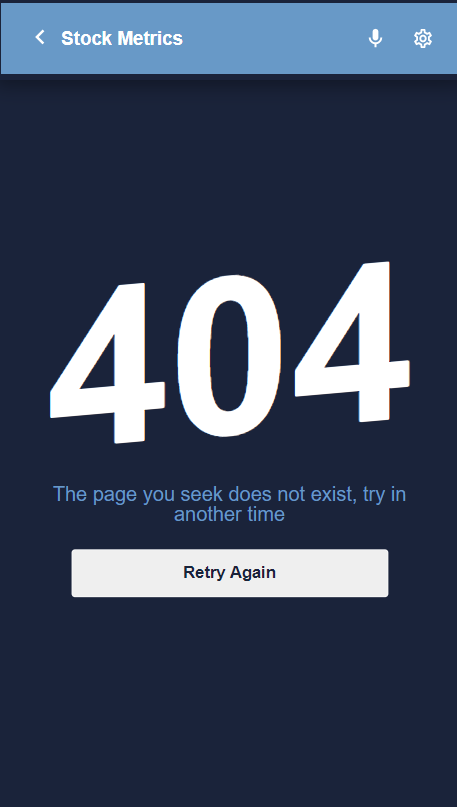 Stock Metrics
404
The page you seek does not exist, try in
another time
Retry Again